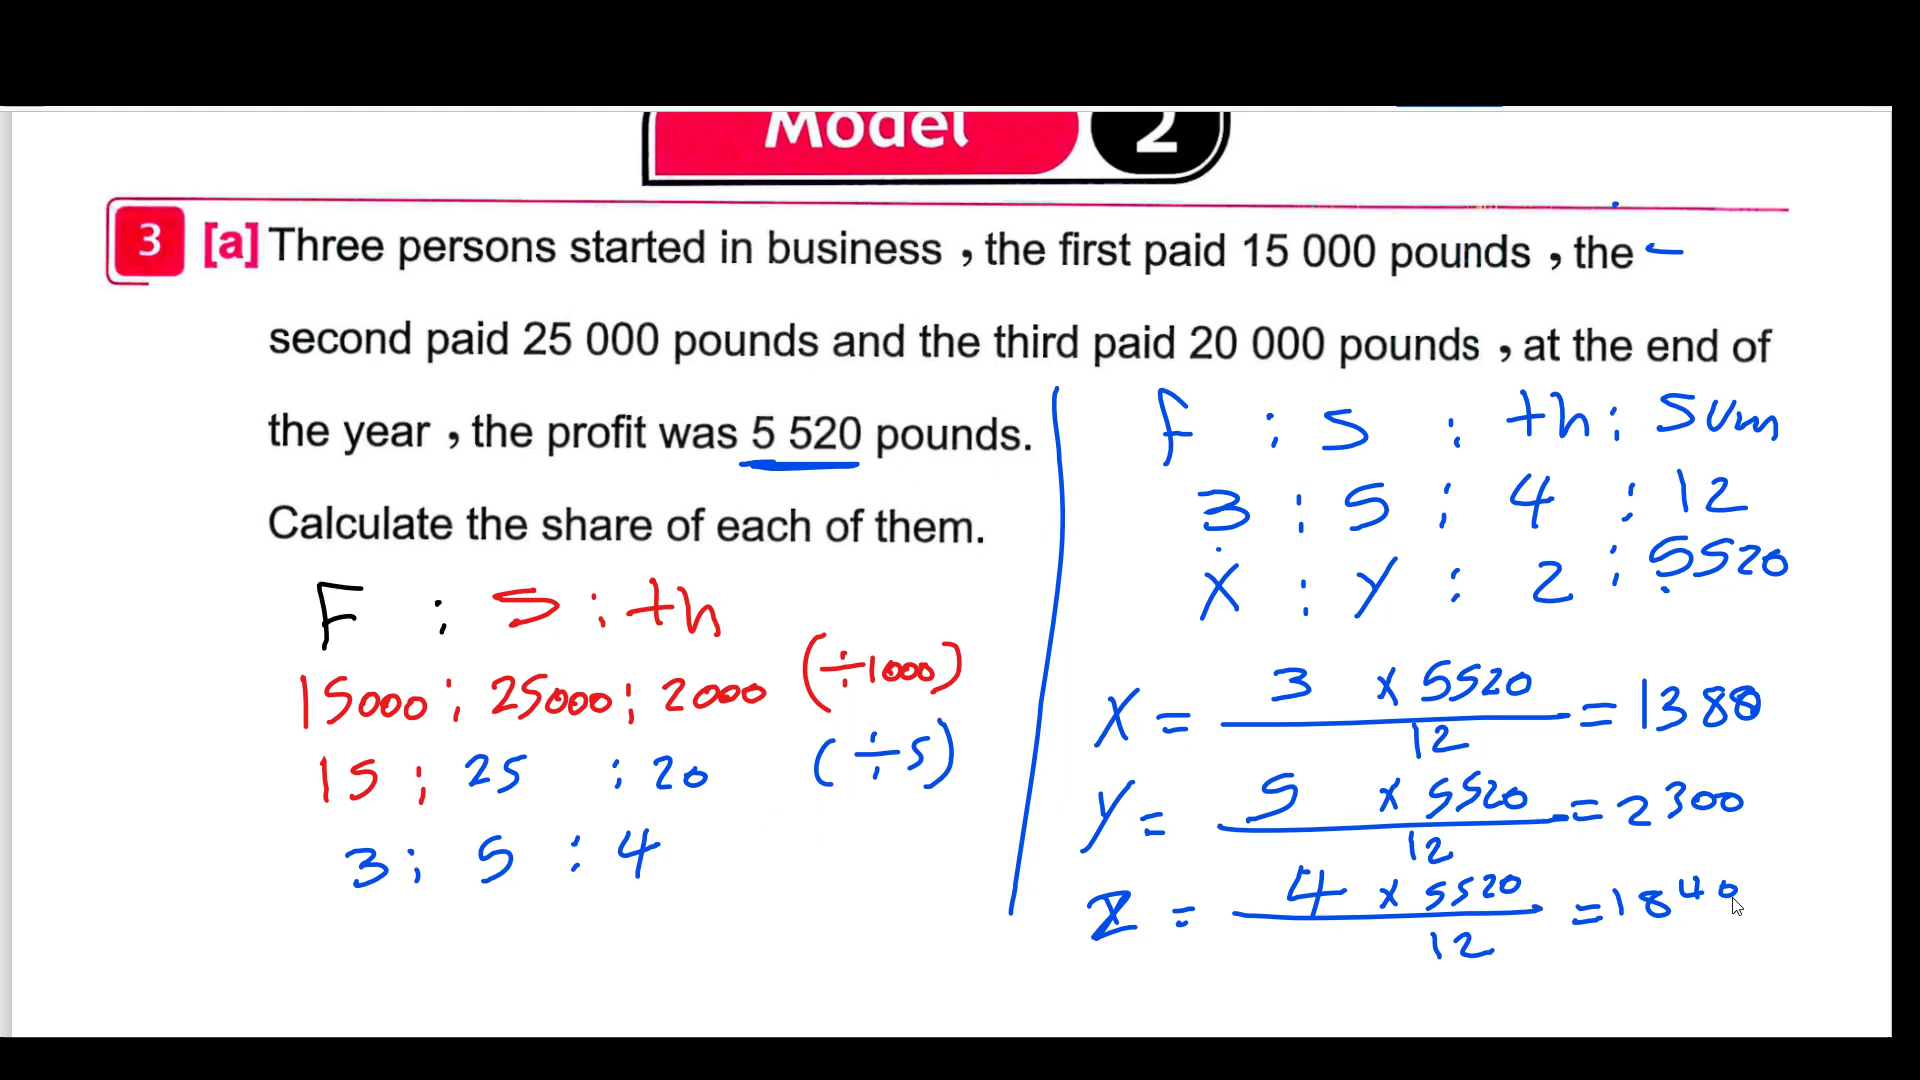 Model 2
3 [a] Three persons started in business , the first paid 15 000 pounds , the
second paid 25 000 pounds and the third paid 20 000 pounds , at the end of
the year , the profit was 5 520 pounds.
Calculate the share of each of them.
F : S : th
15000 : 25000 : 2000 (÷1000)
15 : 25 : 20 (÷5)
3 : 5 : 4
F : S : th : Sum
3 : 5 : 4 : 12
X : Y : Z : 5520
X = 3 × 5520 = 1380
12
Y = 5 × 5520 = 2300
12
Z = 4 × 5520 = 1840
12